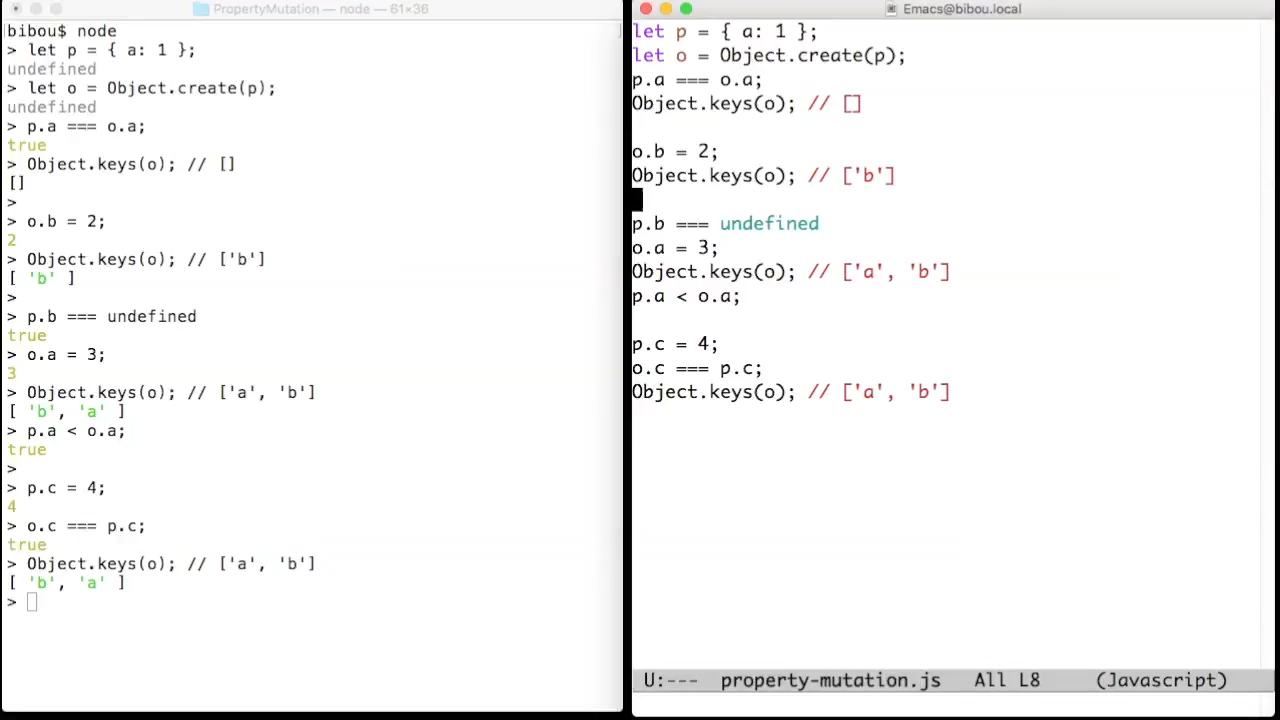 PropertyMutation — node — 61×36
bibou$ node
> let p = { a: 1 };
undefined
> let o = Object.create(p);
undefined
> p.a === o.a;
true
> Object.keys(o); // []
[]
>
> o.b = 2;
2
> Object.keys(o); // ['b']
[ 'b' ]
>
> p.b === undefined
true
> o.a = 3;
3
> Object.keys(o); // ['a', 'b']
[ 'b', 'a' ]
> p.a < o.a;
true
>
> p.c = 4;
4
> o.c === p.c;
true
> Object.keys(o); // ['a', 'b']
[ 'b', 'a' ]
>
Emacs@bibou.local
let p = { a: 1 };
let o = Object.create(p);
p.a === o.a;
Object.keys(o); // []
o.b = 2;
Object.keys(o); // ['b']
p.b === undefined
o.a = 3;
Object.keys(o); // ['a', 'b']
p.a < o.a;
p.c = 4;
o.c === p.c;
Object.keys(o); // ['a', 'b']
U:--- property-mutation.js All L8 (Javascript)